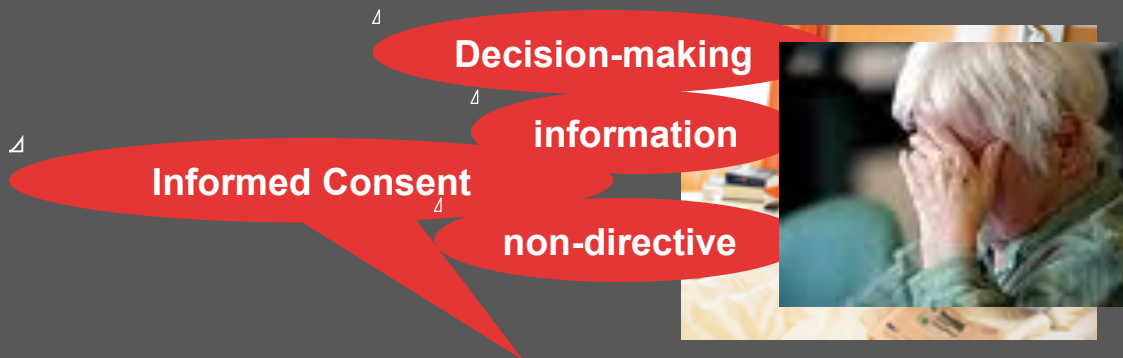 Decision-making
information
Informed Consent
non-directive